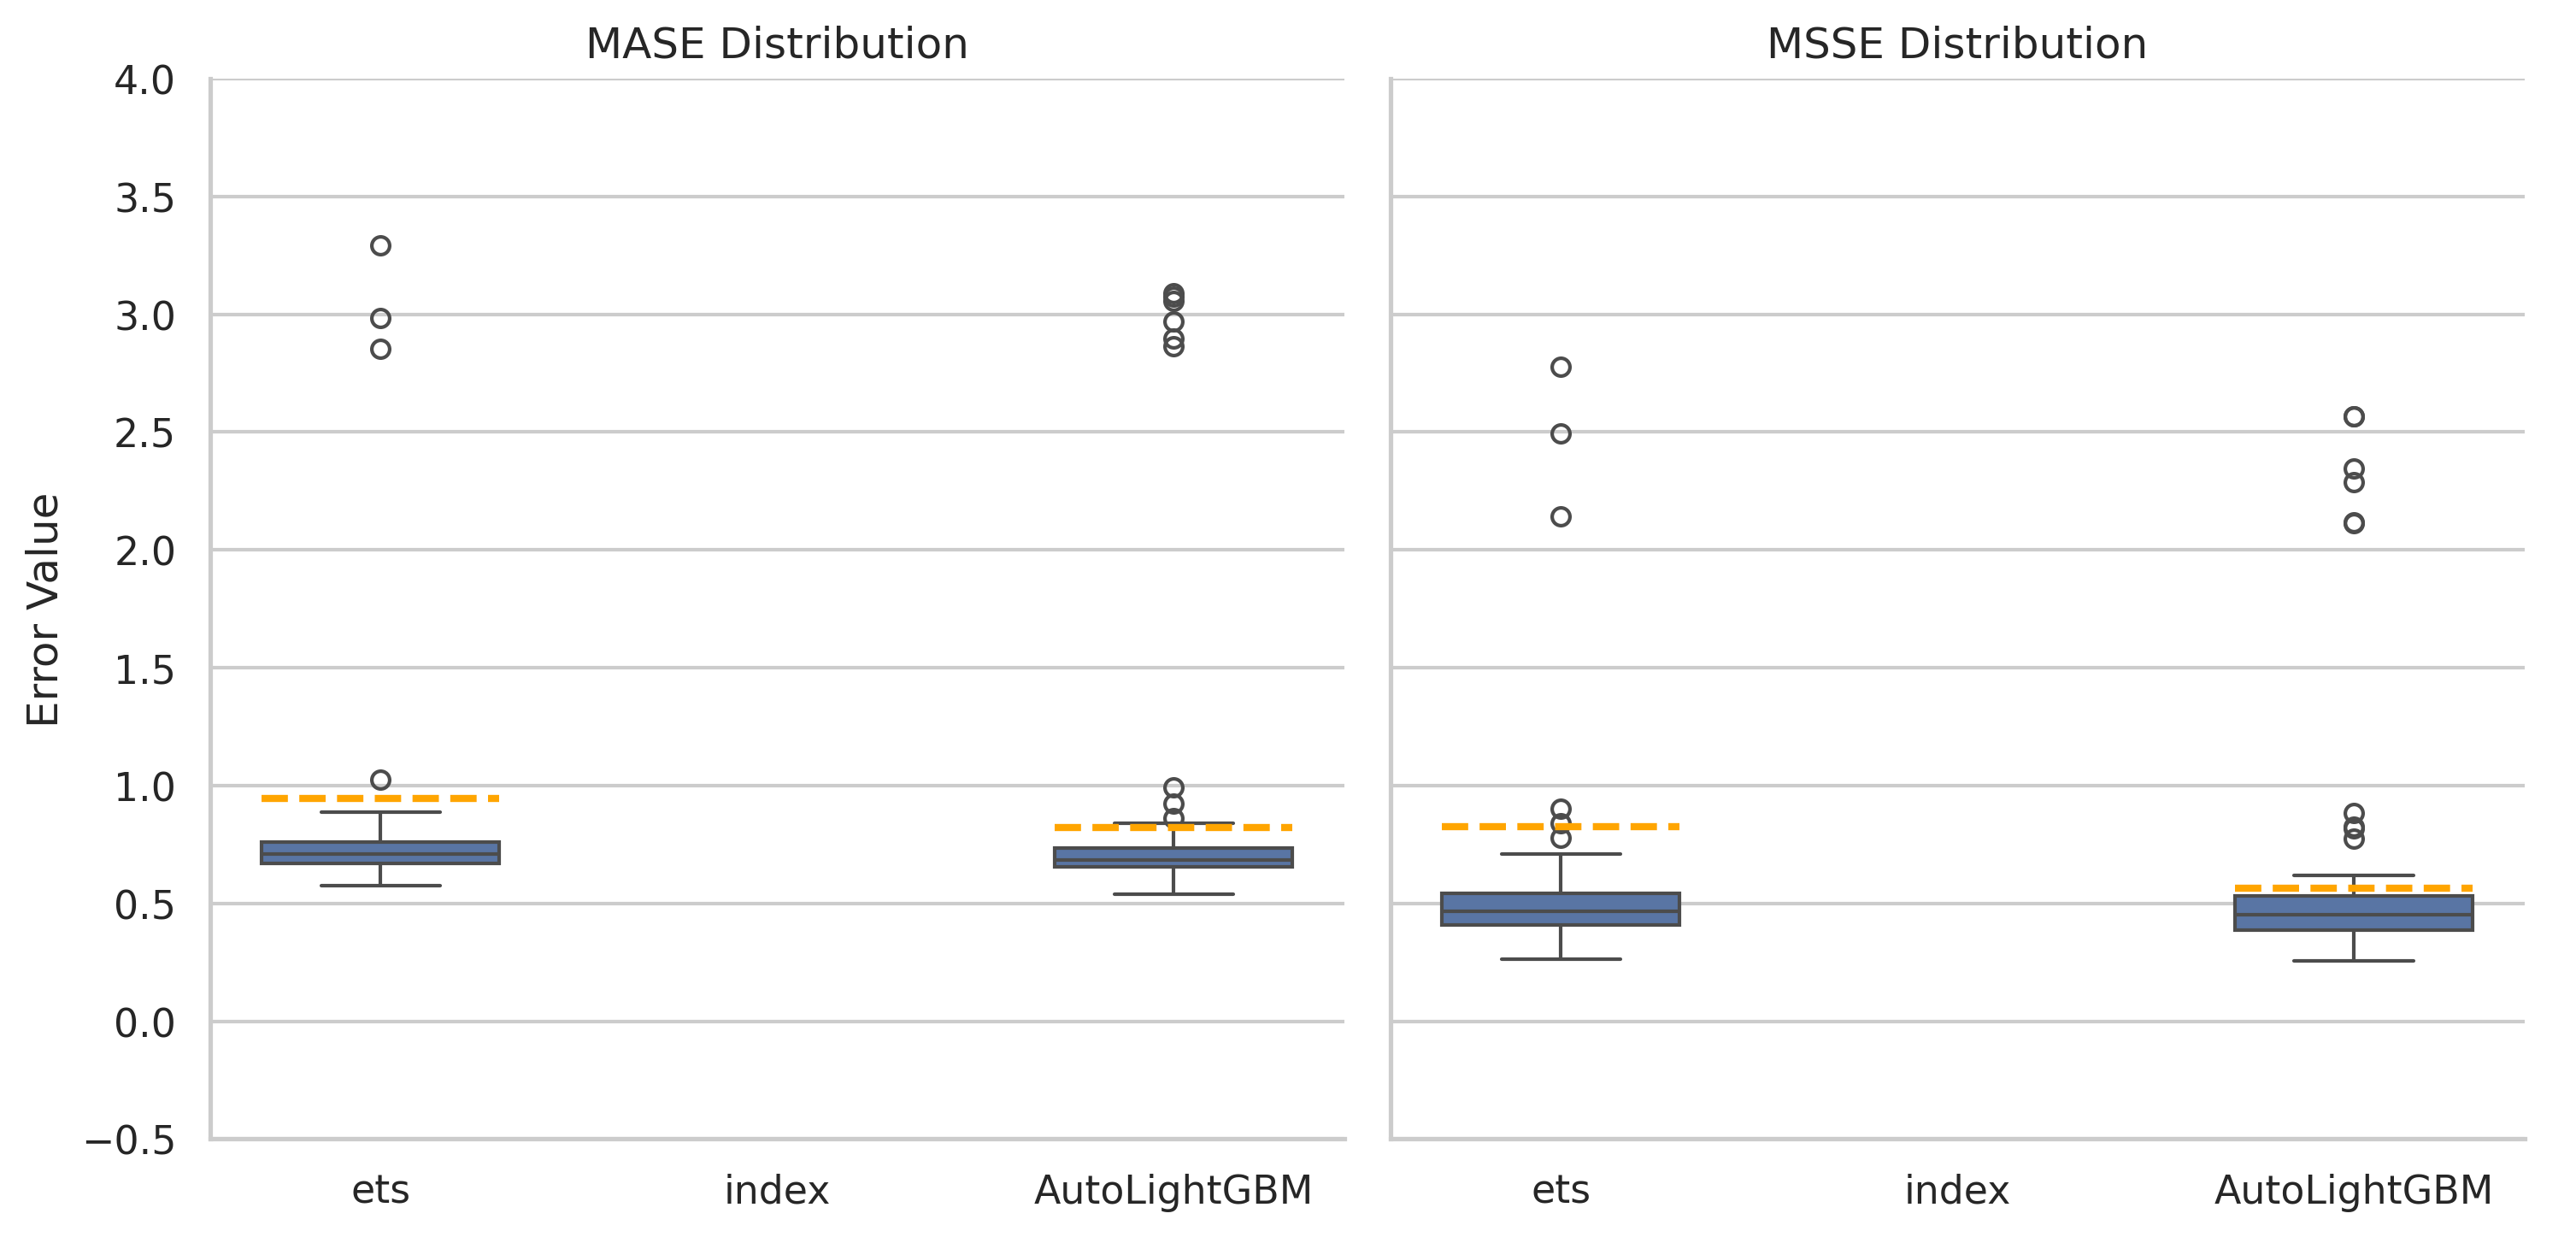 MASE Distribution
MSSE Distribution
4.0
3.5
3.0
2.5
2.0
1.5
1.0
0.5
0.0
−0.5
Error Value
ets
index
AutoLightGBM
ets
index
AutoLightGBM